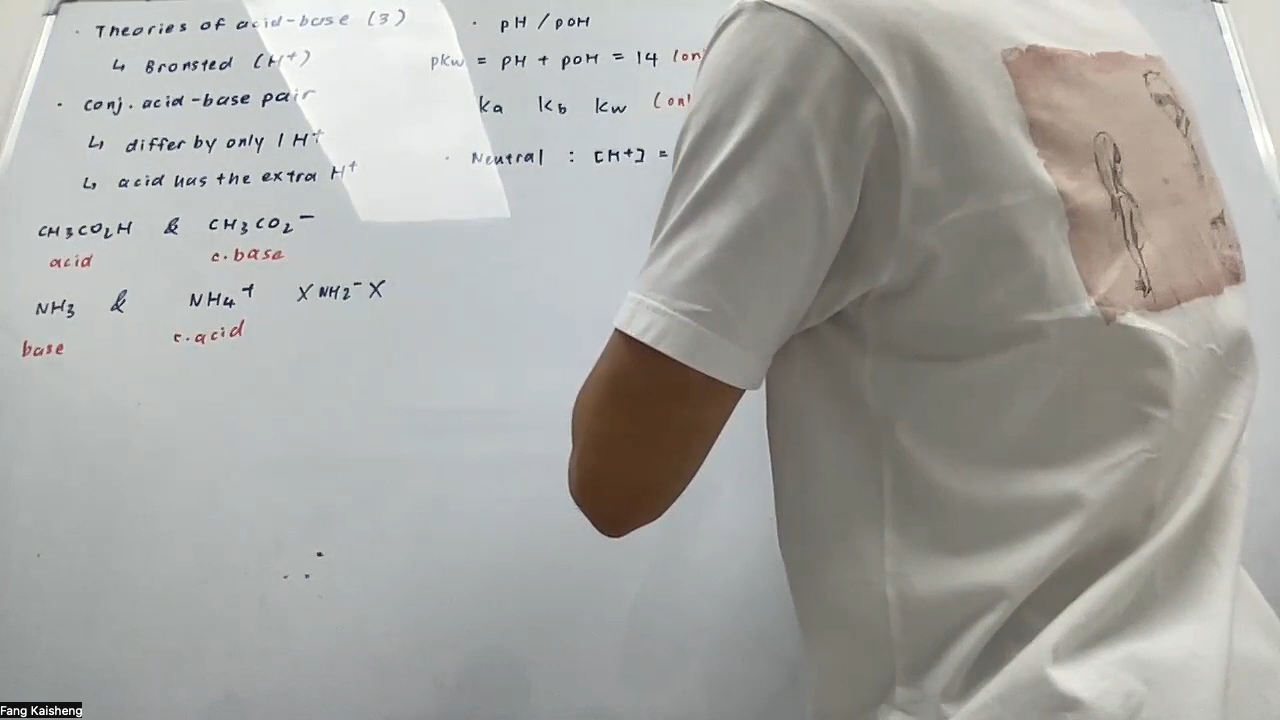 · Theories of acid-base (3)
↳ Bronsted (H⁺)
· conj. acid-base pair
↳ differ by only 1 H⁺
↳ acid has the extra H⁺
CH₃CO₂H & CH₃CO₂⁻
acid c. base
NH₃ & NH₄⁺ X NH₂⁻ X
base c. acid
· pH / pOH
pKw = pH + pOH = 14
Ka Kb Kw
· Neutral : [H⁺] =
Fang Kaisheng